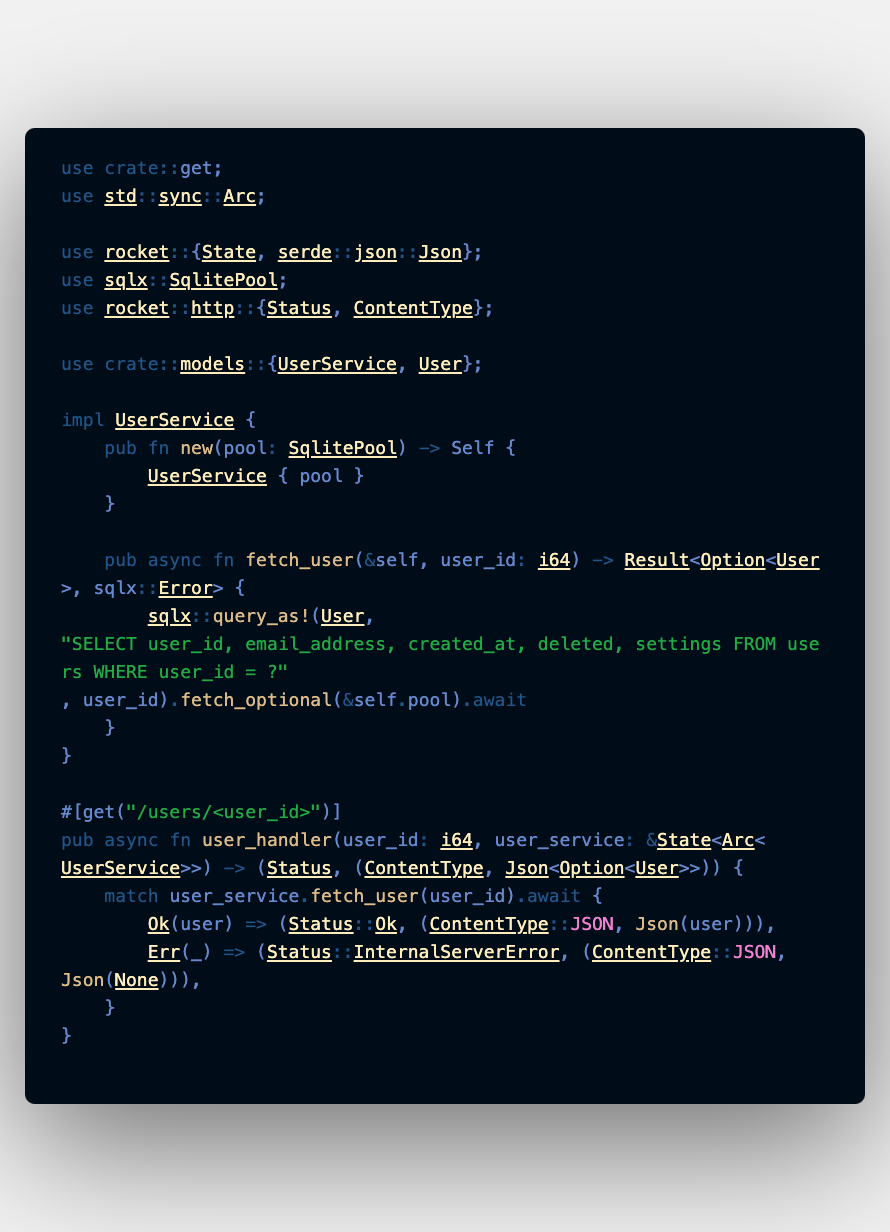 use crate::get;
use std::sync::Arc;

use rocket::{State, serde::json::Json};
use sqlx::SqlitePool;
use rocket::http::{Status, ContentType};

use crate::models::{UserService, User};

impl UserService {
    pub fn new(pool: SqlitePool) -> Self {
        UserService { pool }
    }

    pub async fn fetch_user(&self, user_id: i64) -> Result<Option<User
>, sqlx::Error> {
        sqlx::query_as!(User,
"SELECT user_id, email_address, created_at, deleted, settings FROM use
rs WHERE user_id = ?"
, user_id).fetch_optional(&self.pool).await
    }
}

#[get("/users/<user_id>")]
pub async fn user_handler(user_id: i64, user_service: &State<Arc<
UserService>>) -> (Status, (ContentType, Json<Option<User>>)) {
    match user_service.fetch_user(user_id).await {
        Ok(user) => (Status::Ok, (ContentType::JSON, Json(user))),
        Err(_) => (Status::InternalServerError, (ContentType::JSON,
Json(None))),
    }
}